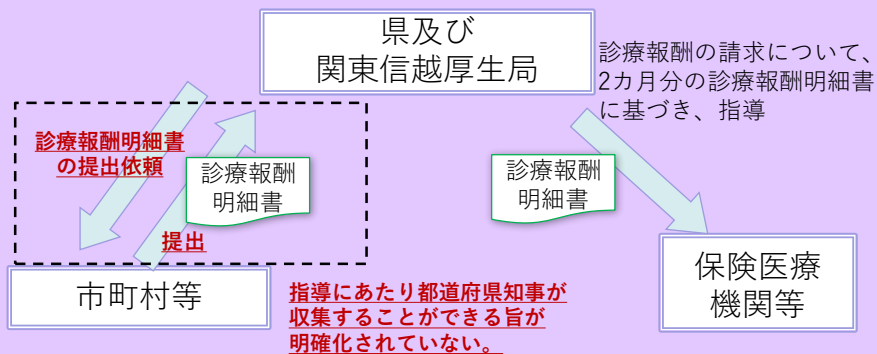 県及び
関東信越厚生局
診療報酬の請求について、
2カ月分の診療報酬明細書
に基づき、指導
診療報酬明細書
の提出依頼
診療報酬
明細書
提出
診療報酬
明細書
市町村等
指導にあたり都道府県知事が
収集することができる旨が
明確化されていない。
保険医療
機関等